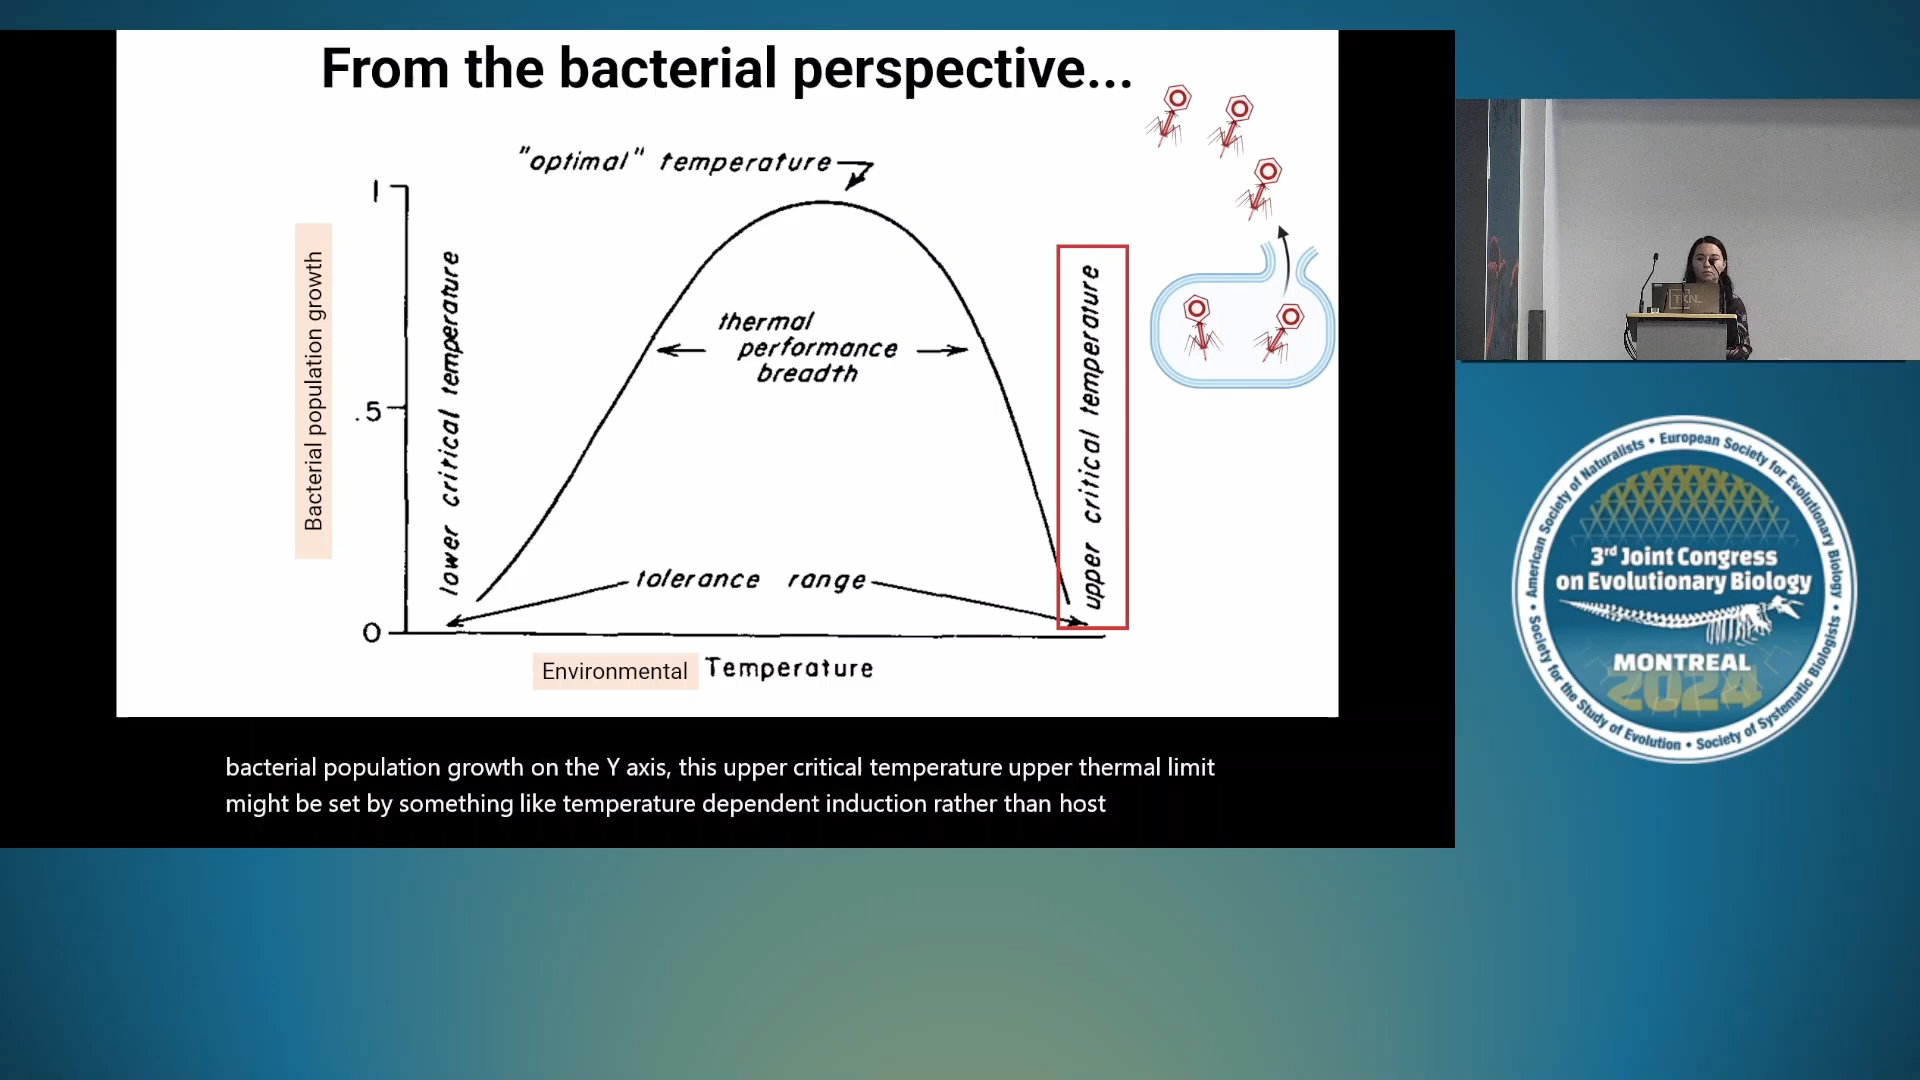 From the bacterial perspective...
"optimal" temperature
1
.5
0
Bacterial population growth
lower critical temperature
thermal
performance
breadth
upper critical temperature
tolerance range
Environmental Temperature
bacterial population growth on the Y axis, this upper critical temperature upper thermal limit
might be set by something like temperature dependent induction rather than host
TKN
American Society of Naturalists • European Society for Evolutionary Biology • Society of Systematic Biologists • Society for the Study of Evolution •
3rd Joint Congress
on Evolutionary Biology
MONTREAL
2024